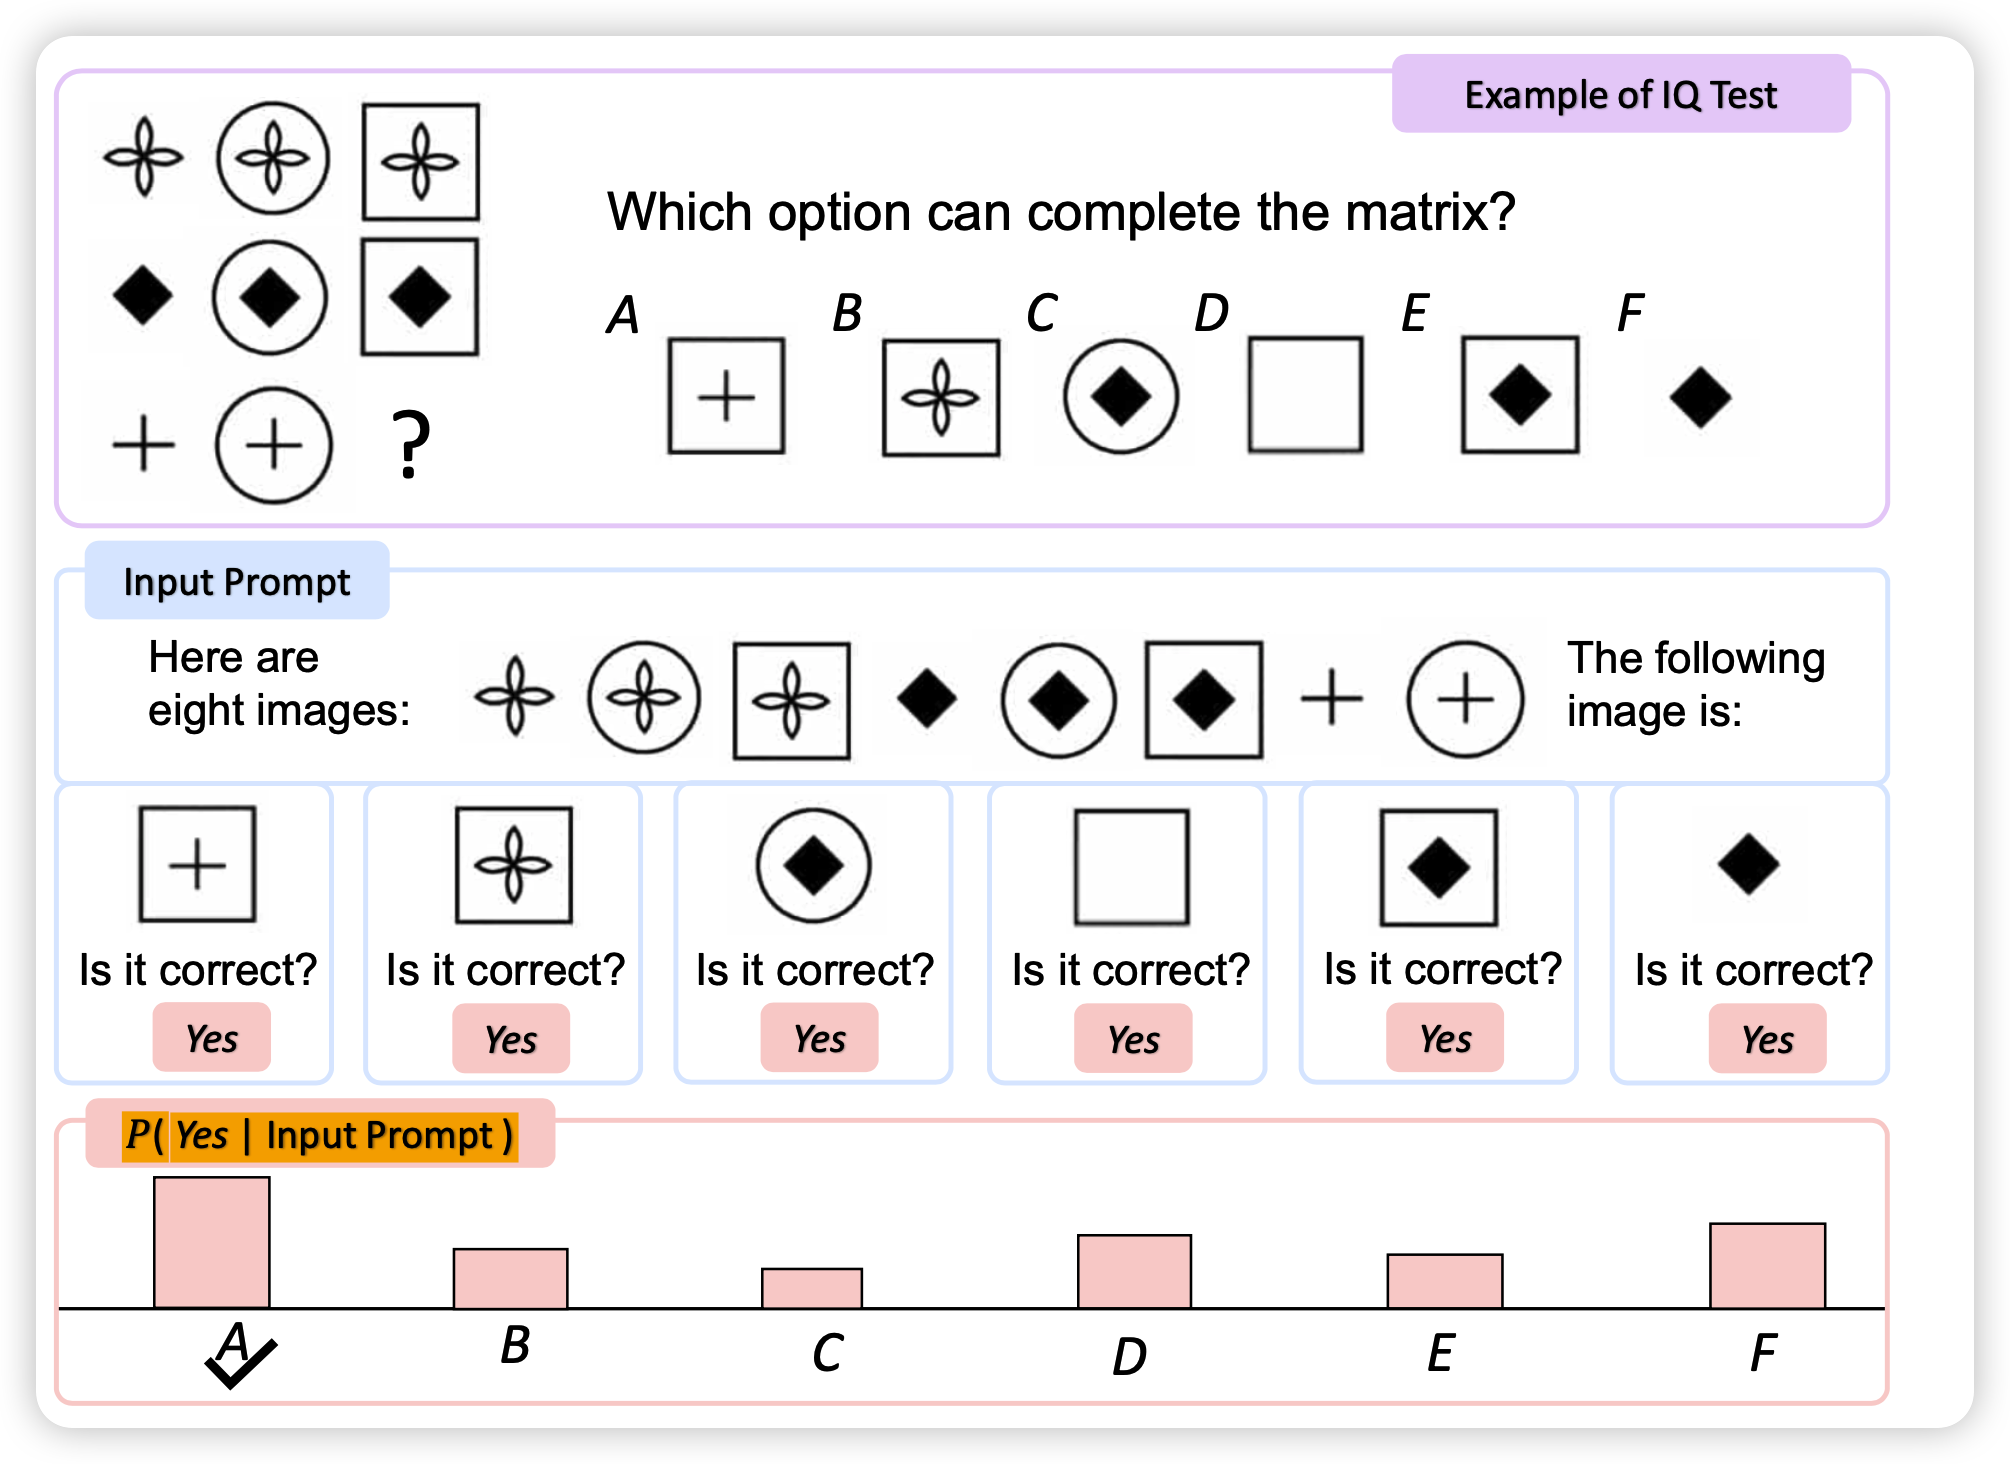 Example of IQ Test
Which option can complete the matrix?
A B C D E F
?
Input Prompt
Here are
eight images:
The following
image is:
Is it correct? Is it correct? Is it correct? Is it correct? Is it correct? Is it correct?
Yes Yes Yes Yes Yes Yes
P( Yes | Input Prompt )
A B C D E F